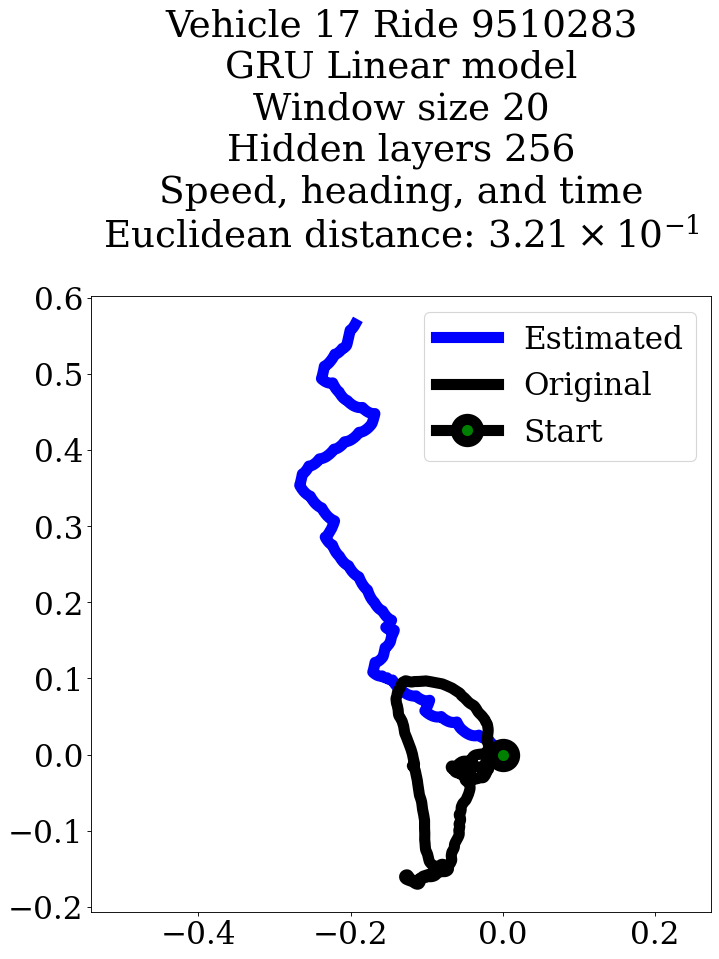 Vehicle 17 Ride 9510283
GRU Linear model
Window size 20
Hidden layers 256
Speed, heading, and time
Euclidean distance: 3.21 × 10⁻¹
0.6
0.5
0.4
0.3
0.2
0.1
0.0
−0.1
−0.2
Estimated
Original
Start
−0.4
−0.2
0.0
0.2